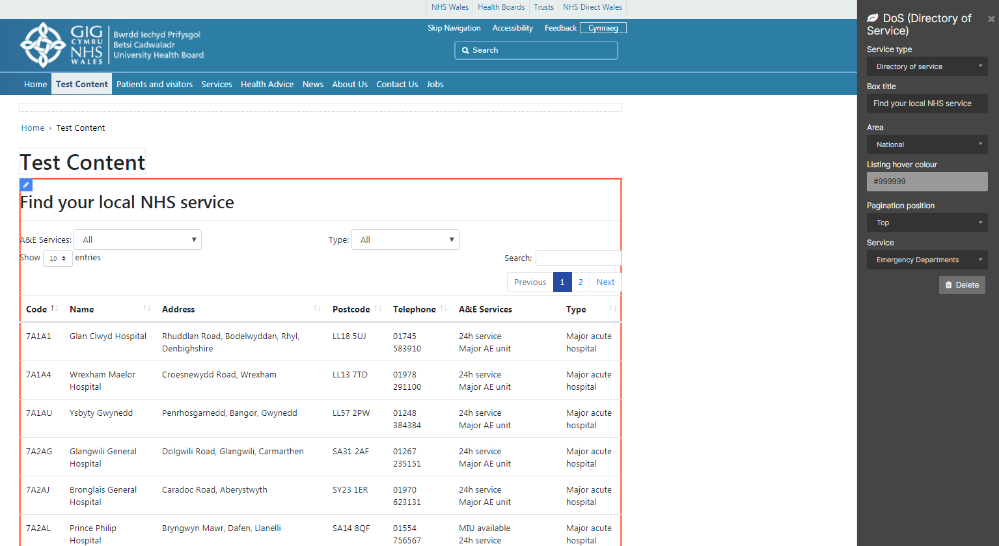 NHS Wales Health Boards Trusts NHS Direct Wales
GIG
CYMRU
NHS
WALES
Bwrdd Iechyd Prifysgol
Betsi Cadwaladr
University Health Board
Skip Navigation Accessibility Feedback Cymraeg
Search
Home Test Content Patients and visitors Services Health Advice News About Us Contact Us Jobs
Home › Test Content
Test Content
Find your local NHS service
A&E Services: All Type: All
Show 10 entries Search:
Previous 1 2 Next
Code Name Address Postcode Telephone A&E Services Type
7A1A1 Glan Clwyd Hospital Rhuddlan Road, Bodelwyddan, Rhyl, LL18 5UJ 01745 24h service Major acute
Denbighshire 583910 Major AE unit hospital
7A1A4 Wrexham Maelor Croesnewydd Road, Wrexham LL13 7TD 01978 24h service Major acute
Hospital 291100 Major AE unit hospital
7A1AU Ysbyty Gwynedd Penrhosgarnedd, Bangor, Gwynedd LL57 2PW 01248 24h service Major acute
384384 Major AE unit hospital
7A2AG Glangwili General Dolgwili Road, Glangwili, Carmarthen SA31 2AF 01267 24h service Major acute
Hospital 235151 Major AE unit hospital
7A2AJ Bronglais General Caradoc Road, Aberystwyth SY23 1ER 01970 24h service Major acute
Hospital 623131 Major AE unit hospital
7A2AL Prince Philip Bryngwyn Mawr, Dafen, Llanelli SA14 8QF 01554 MIU available Major acute
Hospital 756567 24h service hospital
DoS (Directory of
Service)
Service type
Directory of service
Box title
Find your local NHS service
Area
National
Listing hover colour
#999999
Pagination position
Top
Service
Emergency Departments
Delete